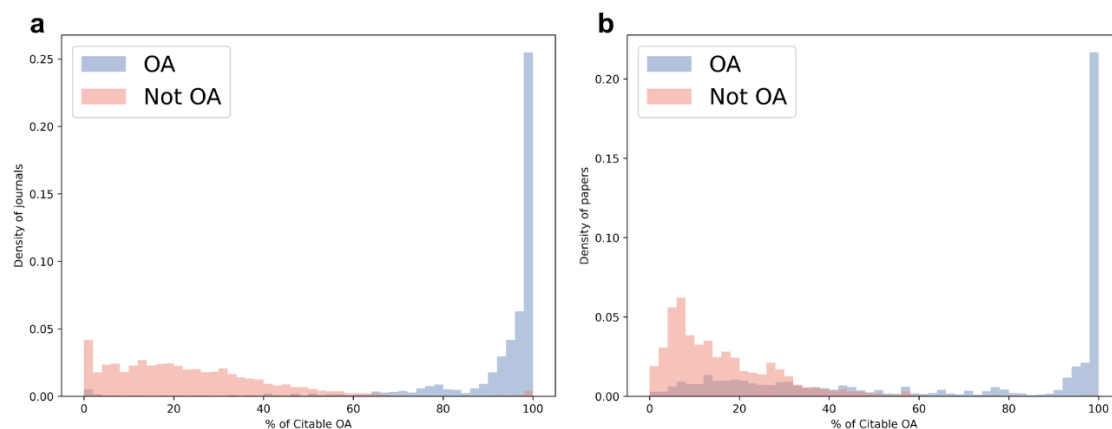 a
OA
Not OA
0.25
0.20
0.15
0.10
0.05
0.00
Density of journals
0 20 40 60 80 100
% of Citable OA
b
OA
Not OA
0.20
0.15
0.10
0.05
0.00
Density of papers
0 20 40 60 80 100
% of Citable OA